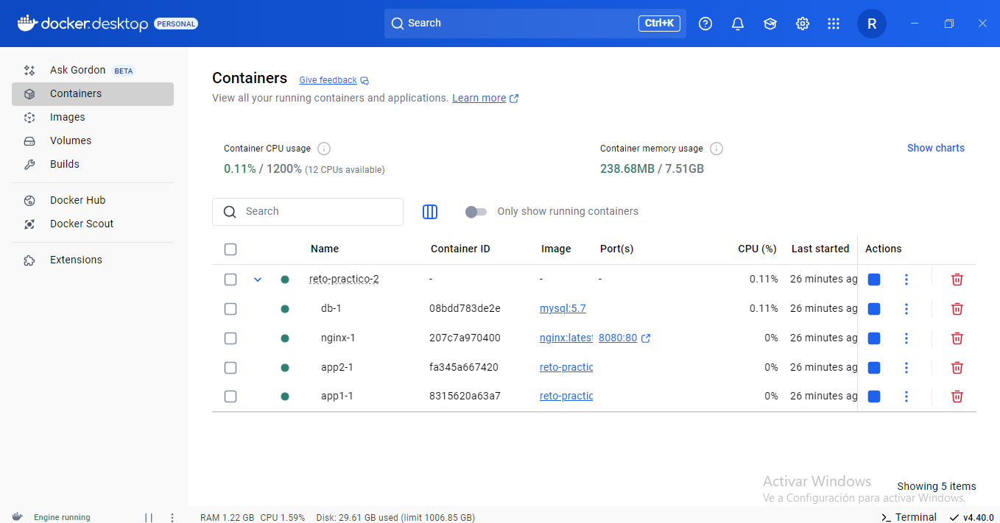 docker.desktop PERSONAL
Search Ctrl+K
R
Ask Gordon BETA
Containers
Images
Volumes
Builds
Docker Hub
Docker Scout
Extensions
Containers Give feedback
View all your running containers and applications. Learn more
Container CPU usage
0.11% / 1200% (12 CPUs available)
Container memory usage
238.68MB / 7.51GB
Show charts
Search
Only show running containers
Name Container ID Image Port(s) CPU (%) Last started Actions
reto-practico-2 - - - 0.11% 26 minutes ag
db-1 08bdd783de2e mysql:5.7 0.11% 26 minutes ag
nginx-1 207c7a970400 nginx:latest 8080:80 0% 26 minutes ag
app2-1 fa345a667420 reto-practic 0% 26 minutes ag
app1-1 8315620a63a7 reto-practic 0% 26 minutes ag
Activar Windows
Ve a Configuración para activar Windows.
Showing 5 items
Engine running
RAM 1.22 GB CPU 1.59% Disk: 29.61 GB used (limit 1006.85 GB)
>_ Terminal
v4.40.0